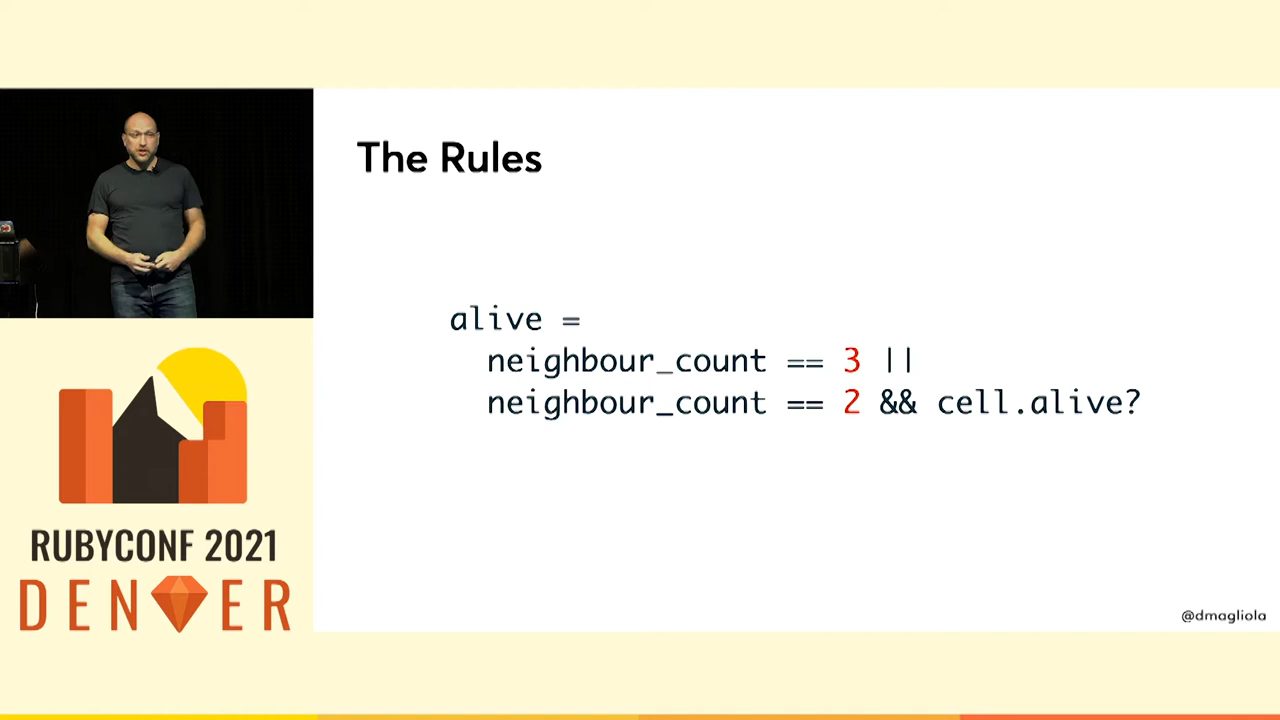 The Rules
alive =
neighbour_count == 3 ||
neighbour_count == 2 && cell.alive?
RUBYCONF 2021
DENVER
@dmagliola